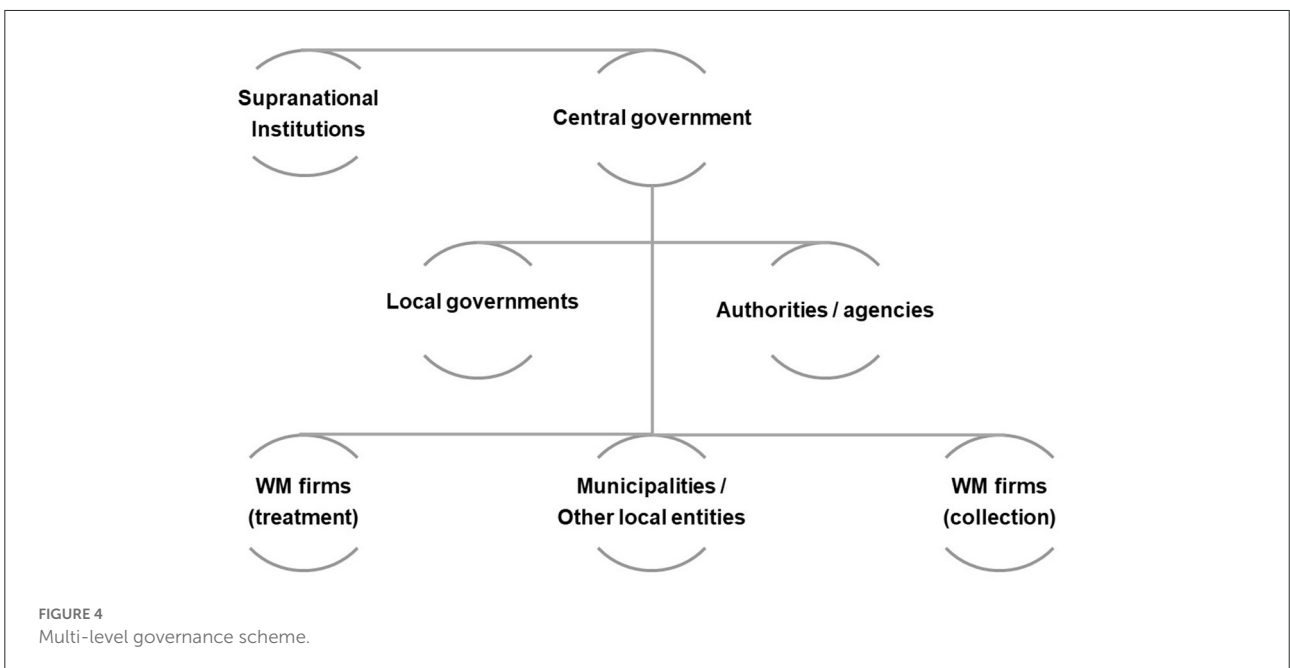 Supranational
Institutions
Central government
Local governments
Authorities / agencies
WM firms
(treatment)
Municipalities /
Other local entities
WM firms
(collection)
FIGURE 4
Multi-level governance scheme.